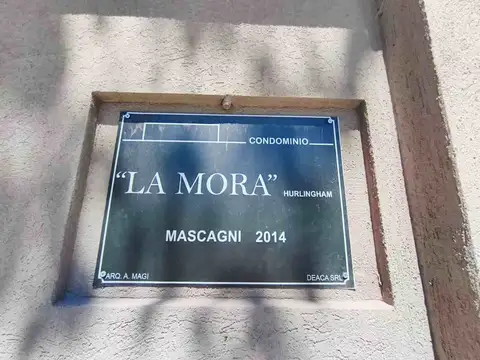 CONDOMINIO
"LA MORA" HURLINGHAM
MASCAGNI 2014
ARQ. A. MAGI DEACA SRL